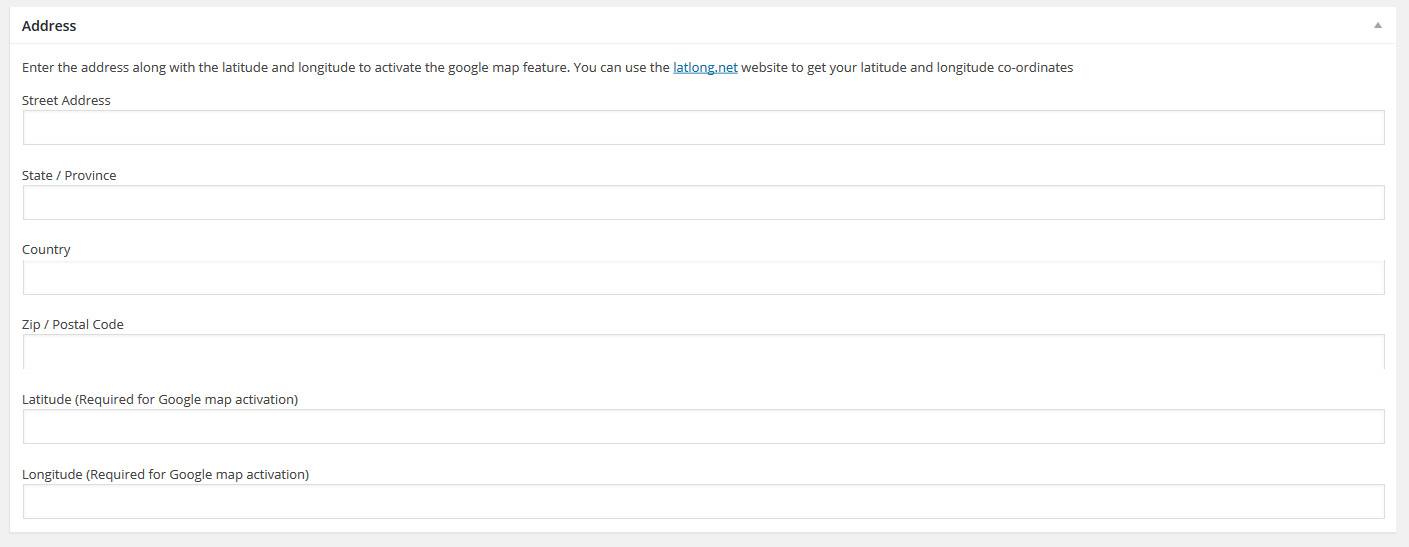 Address
Enter the address along with the latitude and longitude to activate the google map feature. You can use the latlong.net website to get your latitude and longitude co-ordinates
Street Address
State / Province
Country
Zip / Postal Code
Latitude (Required for Google map activation)
Longitude (Required for Google map activation)